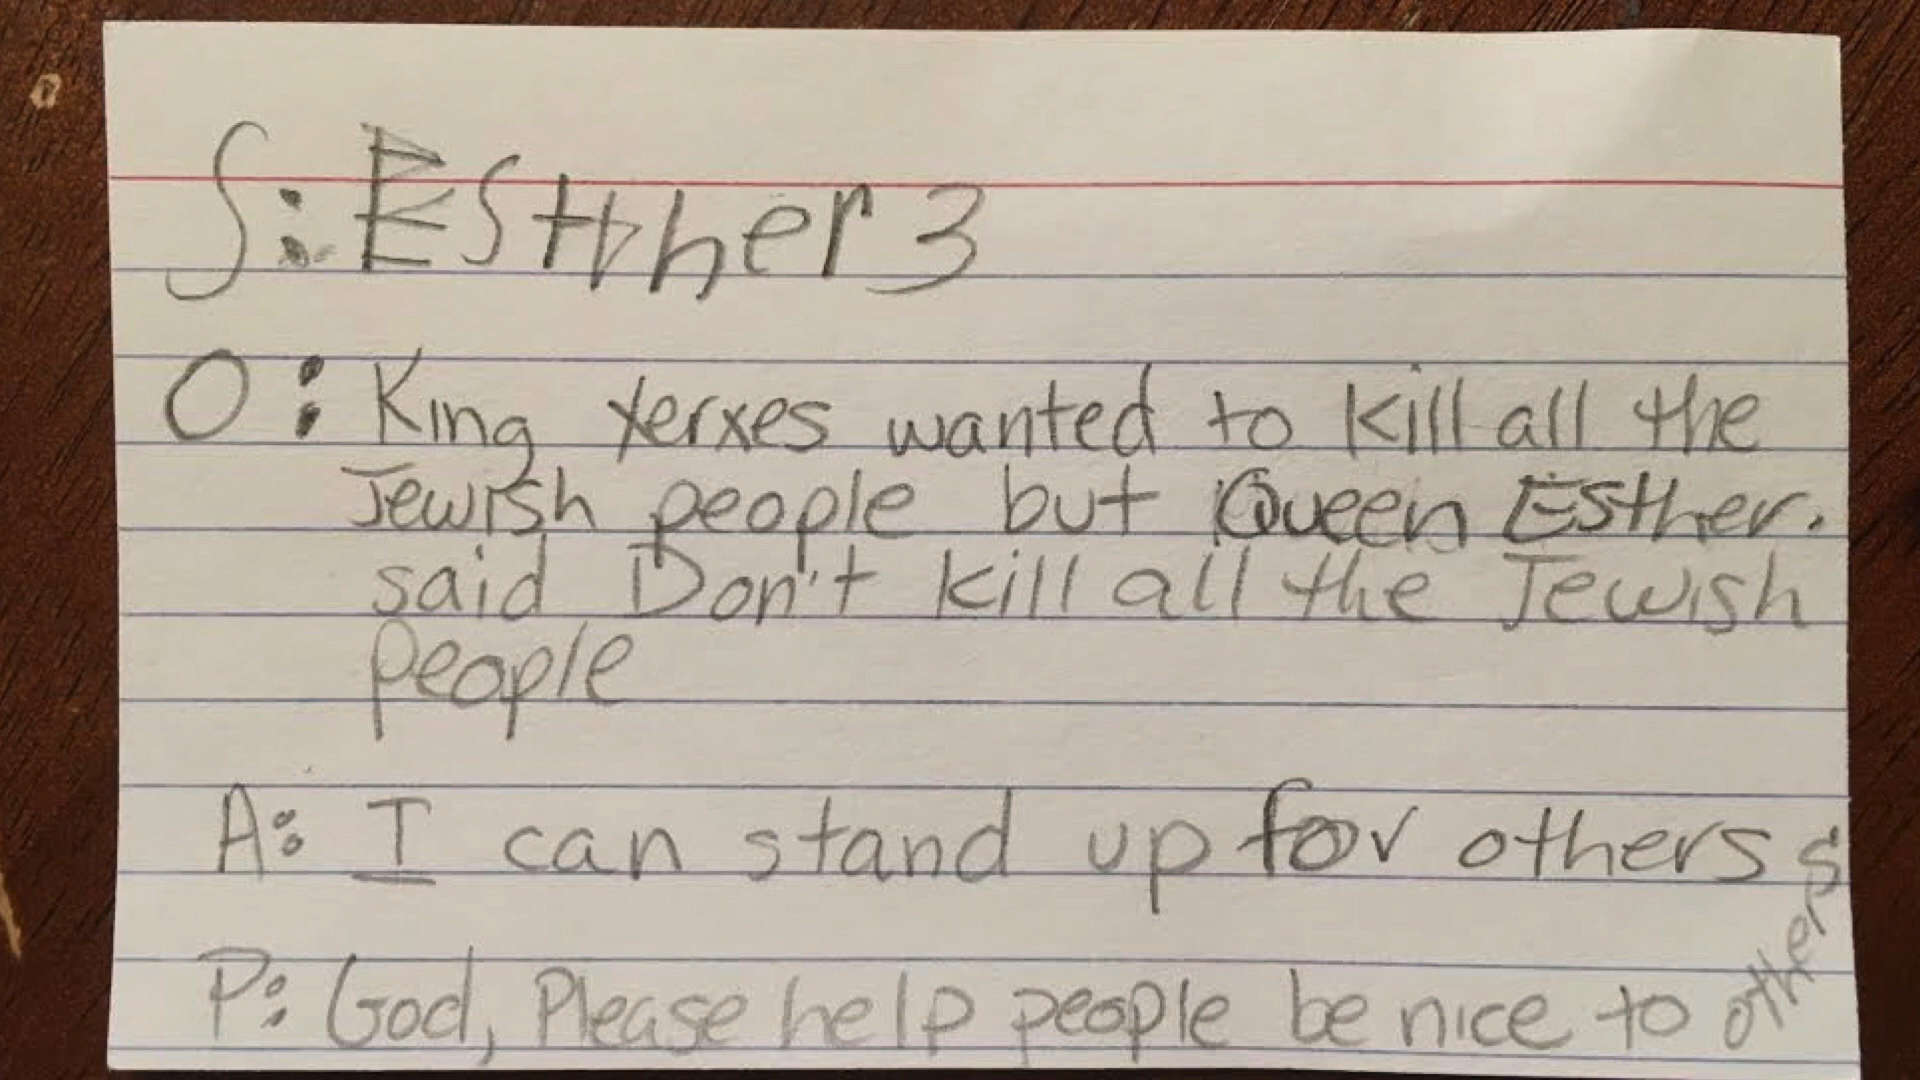 S: Estther 3
O: King Xerxes wanted to kill all the
Jewish people but Queen Esther.
said Don't kill all the Jewish
people
A: I can stand up for others
P: God, Please help people be nice to others